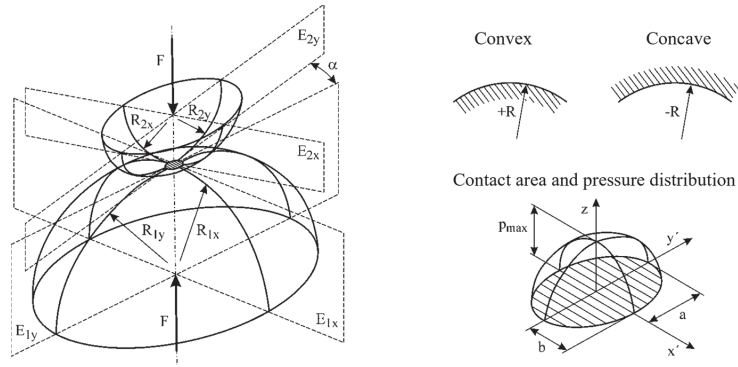 F
E2y
α
R2x
R2y
E2x
R1y
R1x
F
E1y
E1x
Convex
Concave
+R
-R
Contact area and pressure distribution
z
pmax
y´
a
b
x´